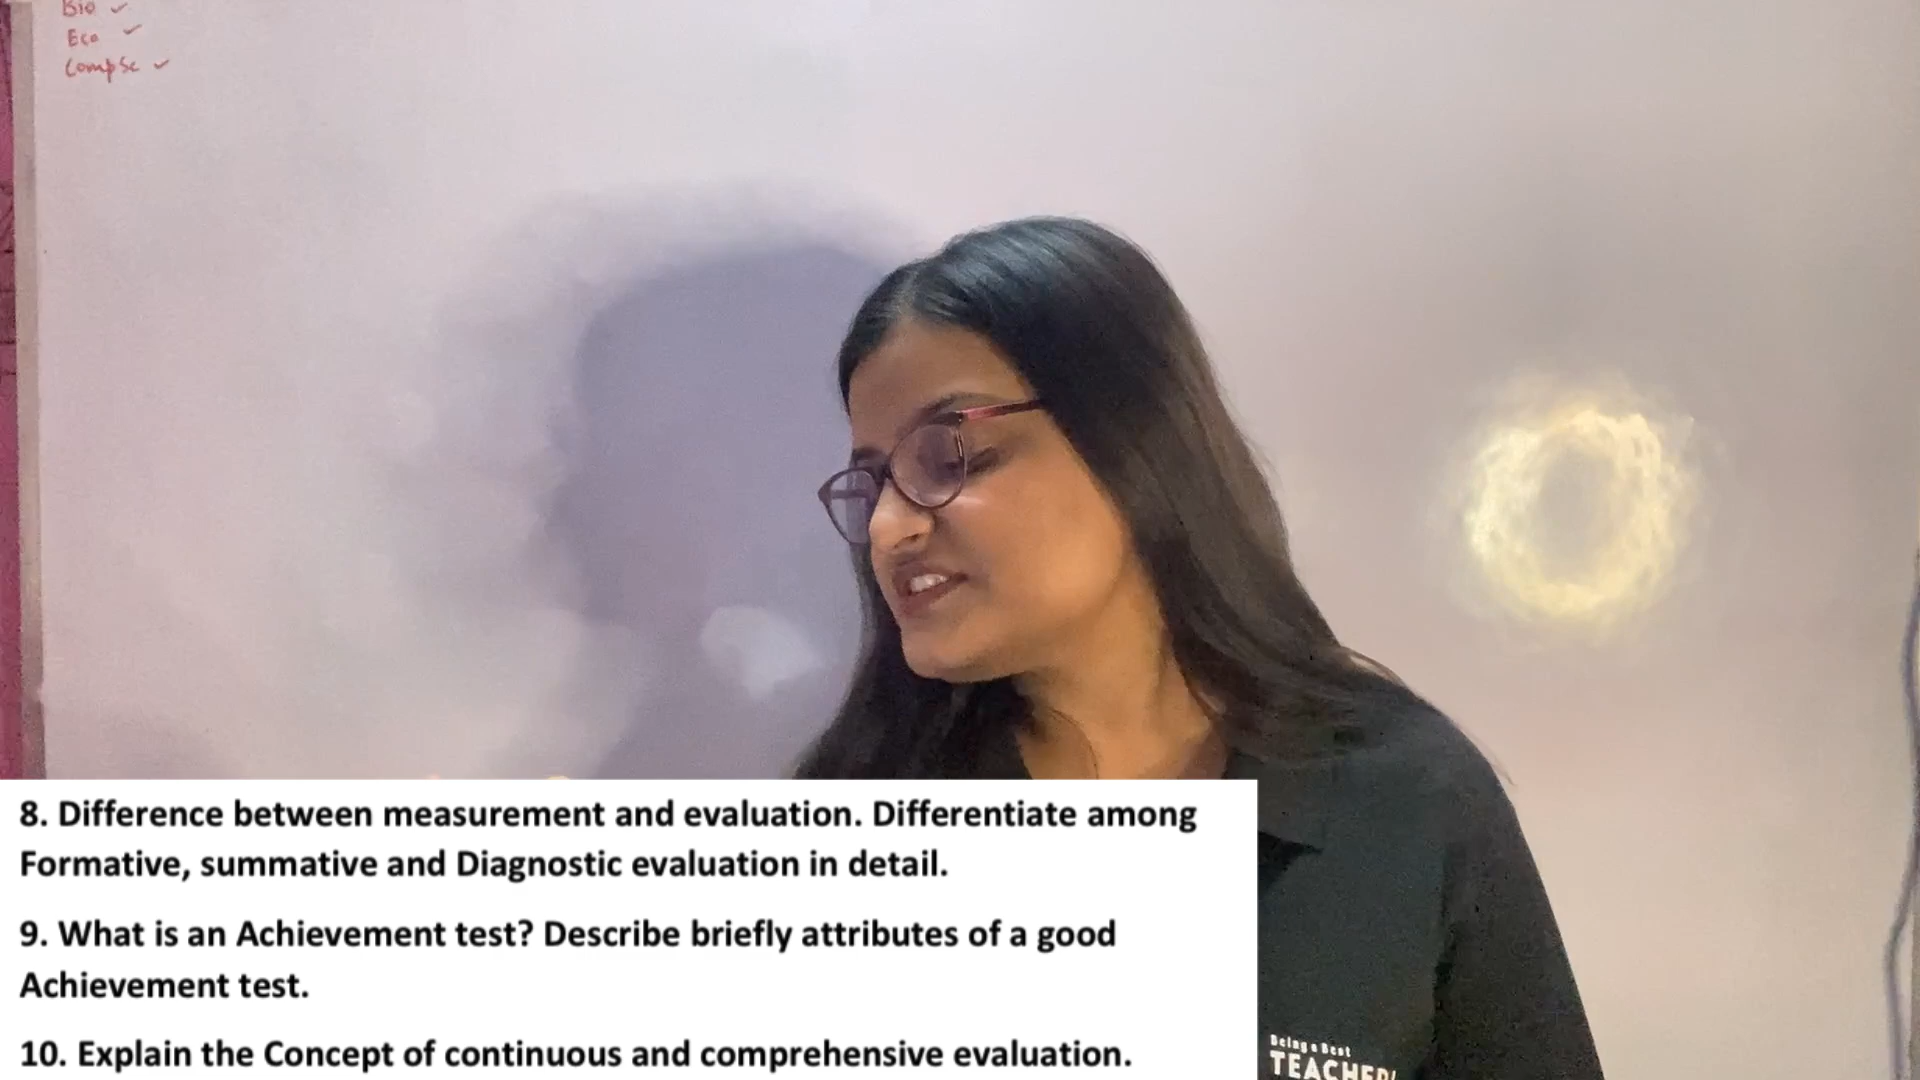 Bio ✓
Eco ✓
CompSc ✓
8. Difference between measurement and evaluation. Differentiate among
Formative, summative and Diagnostic evaluation in detail.
9. What is an Achievement test? Describe briefly attributes of a good
Achievement test.
10. Explain the Concept of continuous and comprehensive evaluation.
Being a Best
TEACHER!